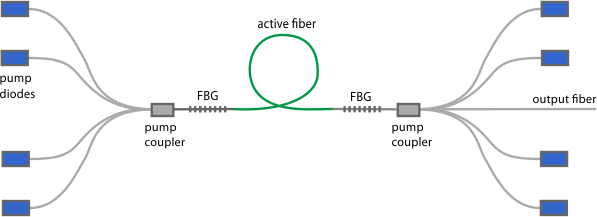 active fiber
pump
diodes
FBG
FBG
output fiber
pump
coupler
pump
coupler